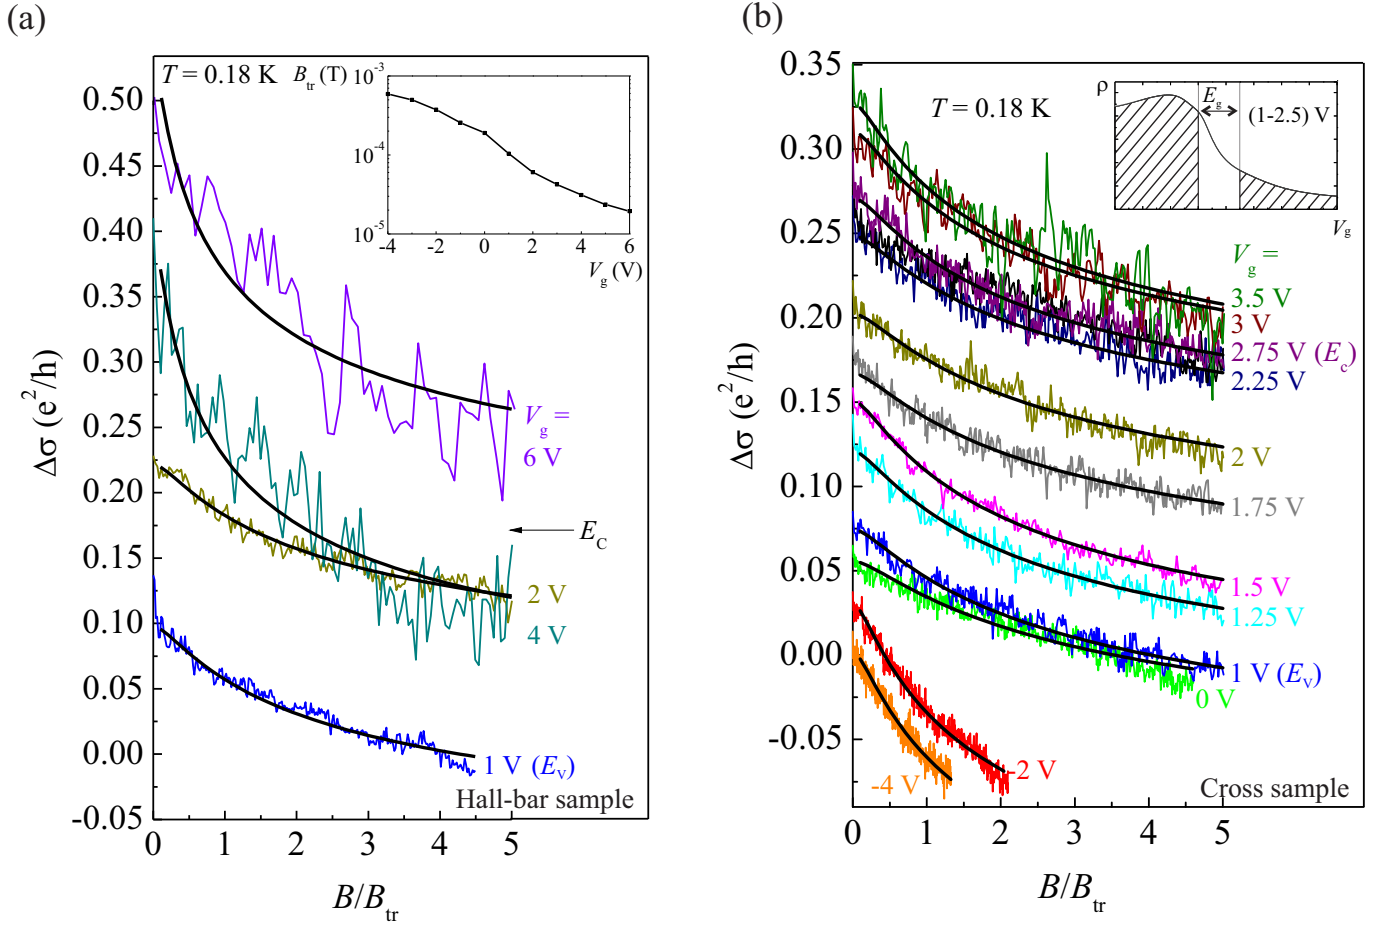 (a)
T = 0.18 K
B_tr (T)
10^-3
10^-4
10^-5
-4 -2 0 2 4 6
V_g (V)
0.50
0.45
0.40
0.35
0.30
0.25
0.20
0.15
0.10
0.05
0.00
-0.05
Δσ (e^2/h)
V_g =
6 V
E_C
2 V
4 V
1 V (E_V)
Hall-bar sample
0 1 2 3 4 5
B/B_tr
(b)
T = 0.18 K
ρ
E_g
(1-2.5) V
V_g
0.35
0.30
0.25
0.20
0.15
0.10
0.05
0.00
-0.05
Δσ (e^2/h)
V_g =
3.5 V
3 V
2.75 V (E_c)
2.25 V
2 V
1.75 V
1.5 V
1.25 V
1 V (E_V)
0 V
-2 V
-4 V
Cross sample
0 1 2 3 4 5
B/B_tr